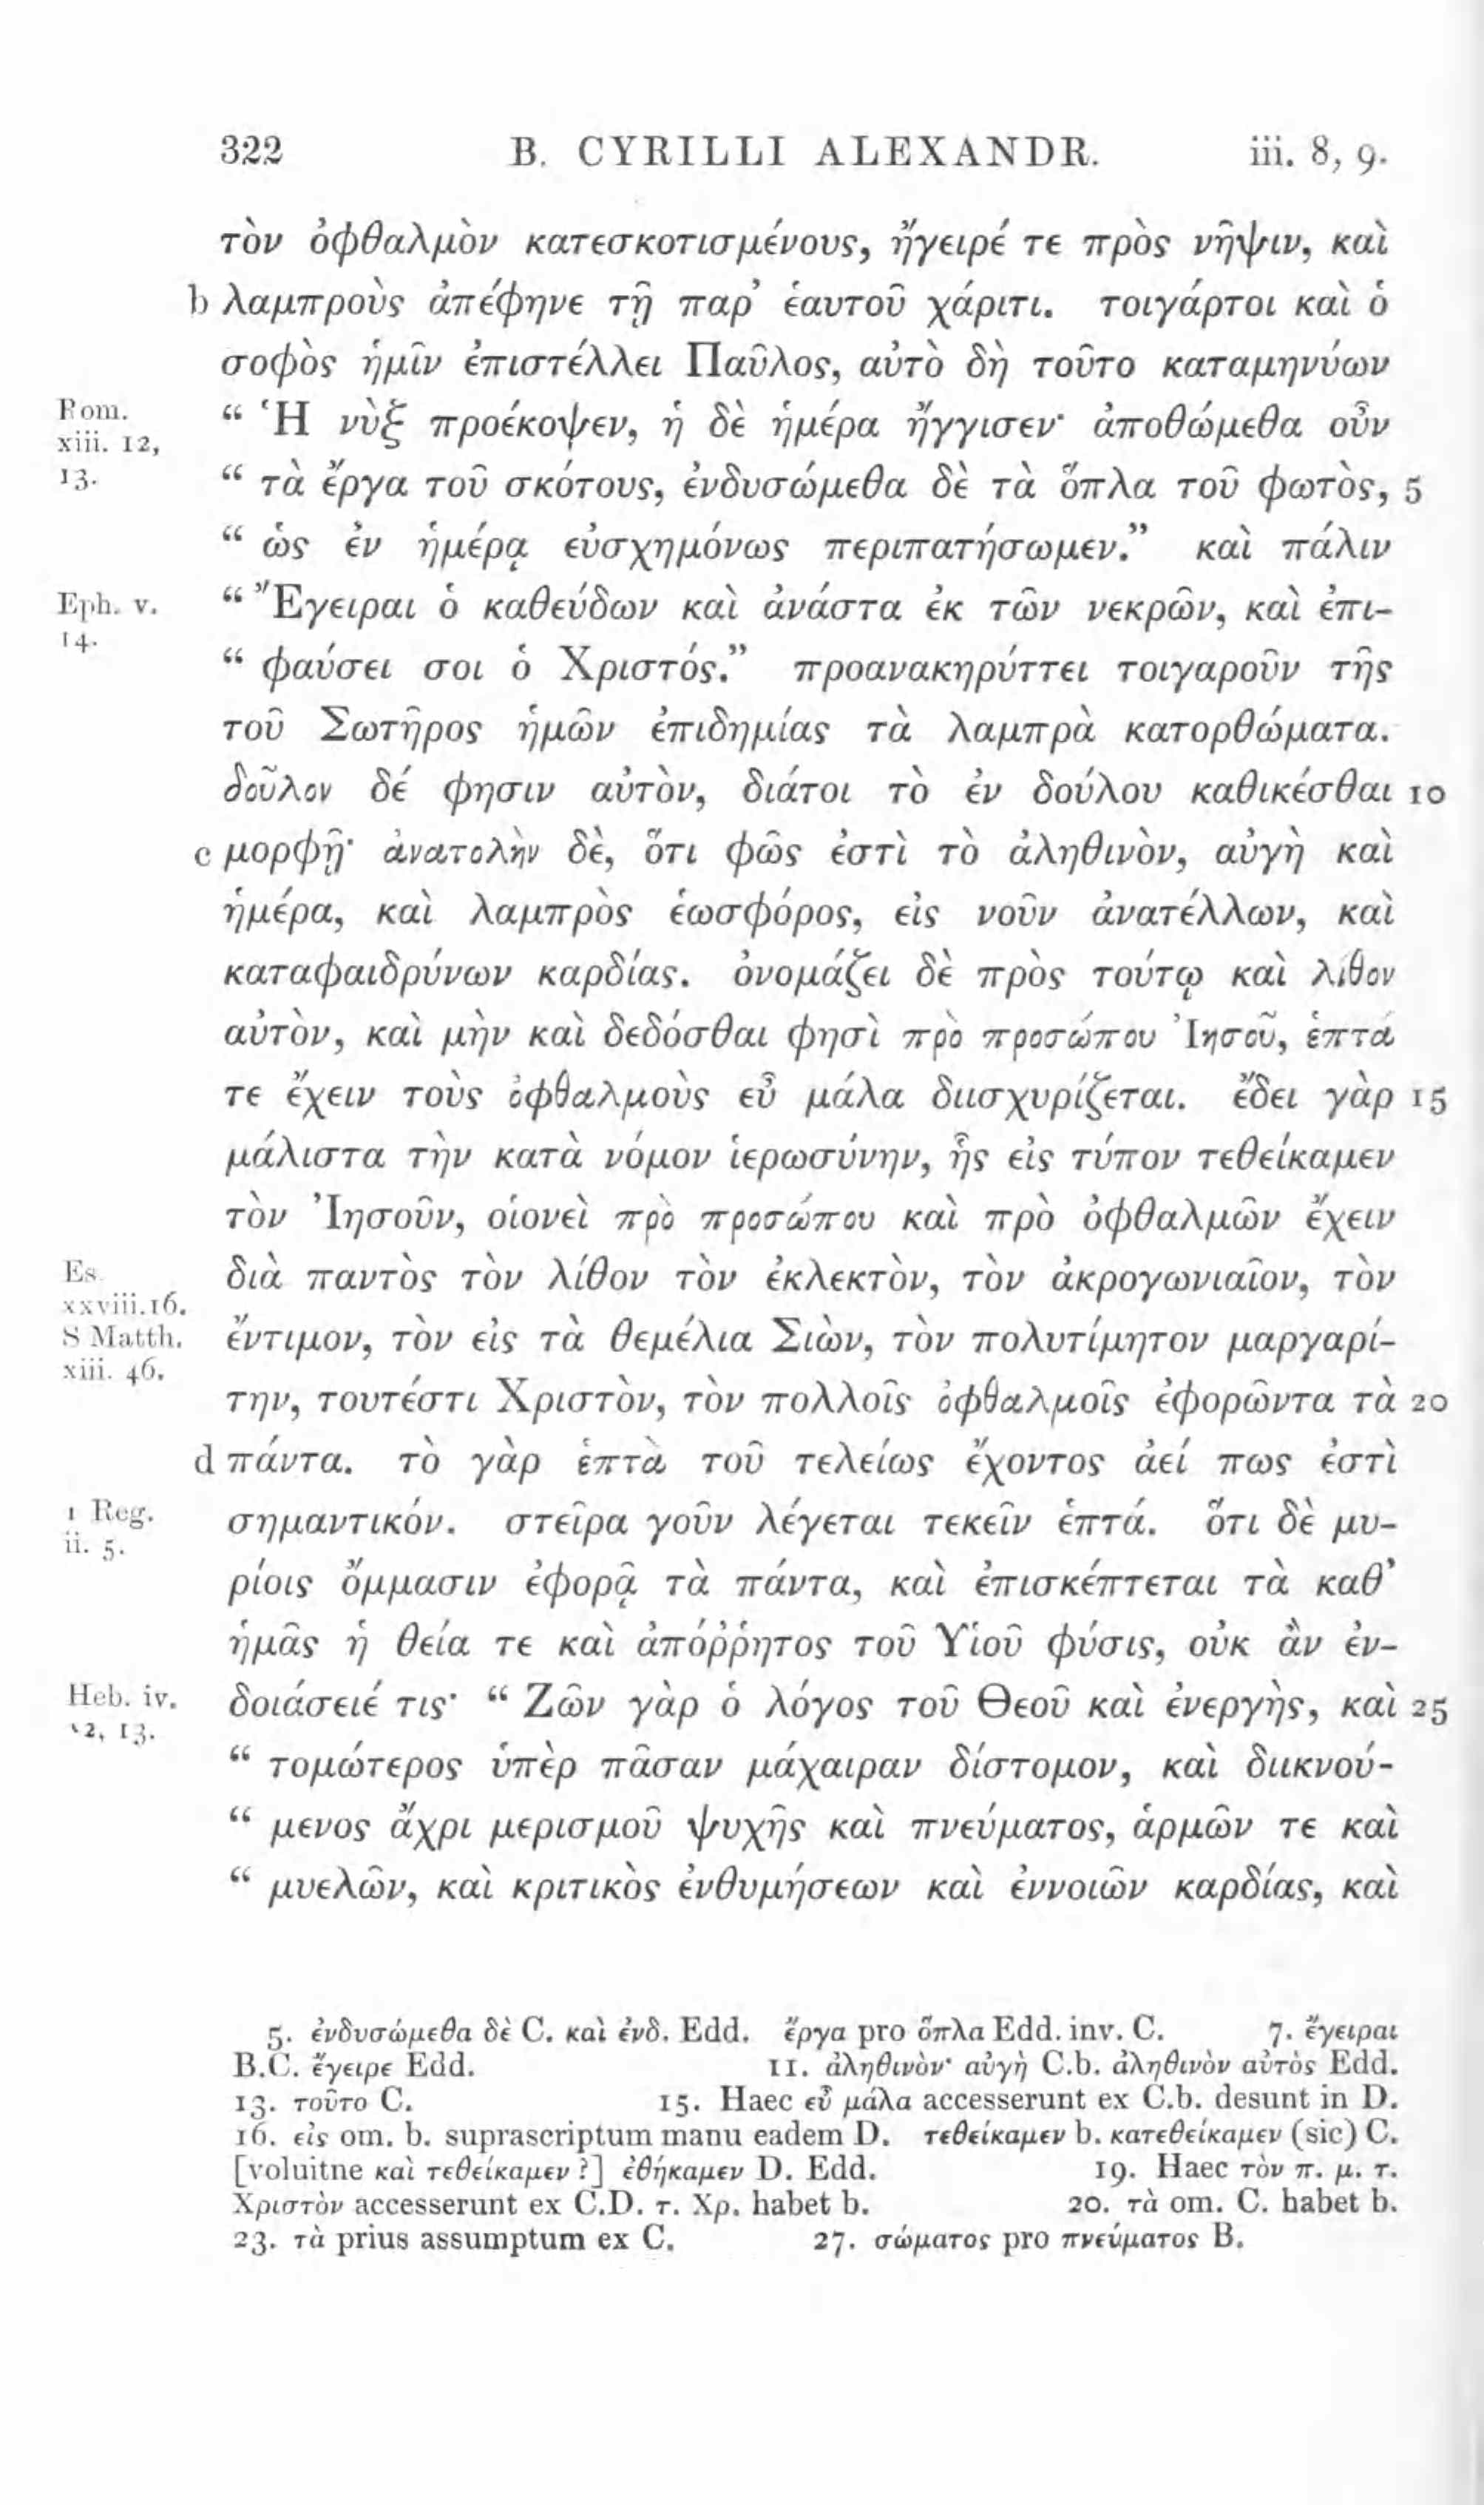 322 B. CYRILLI ALEXANDR. iii. 8, 9.
τὸν ὀφθαλμὸν κατεσκοτισμένους, ἤγειρέ τε πρὸς νῆψιν, καὶ
b λαμπροὺς ἀπέφηνε τῇ παρ’ ἑαυτοῦ χάριτι. τοιγάρτοι καὶ ὁ
σοφὸς ἡμῖν ἐπιστέλλει Παῦλος, αὐτὸ δὴ τοῦτο καταμηνύων
Rom. xiii. 12, 13. “ Ἡ νὺξ προέκοψεν, ἡ δὲ ἡμέρα ἤγγισεν· ἀποθώμεθα οὖν
“ τὰ ἔργα τοῦ σκότους, ἐνδυσώμεθα δὲ τὰ ὅπλα τοῦ φωτὸς, 5
“ ὡς ἐν ἡμέρᾳ εὐσχημόνως περιπατήσωμεν.” καὶ πάλιν
Eph. v. 14. “ Ἔγειραι ὁ καθεύδων καὶ ἀνάστα ἐκ τῶν νεκρῶν, καὶ ἐπι-
“ φαύσει σοι ὁ Χριστός.” προανακηρύττει τοιγαροῦν τῆς
τοῦ Σωτῆρος ἡμῶν ἐπιδημίας τὰ λαμπρὰ κατορθώματα.
δοῦλον δέ φησιν αὐτὸν, διάτοι τὸ ἐν δούλου καθικέσθαι 10
c μορφῇ· ἀνατολὴν δὲ, ὅτι φῶς ἐστὶ τὸ ἀληθινὸν, αὐγὴ καὶ
ἡμέρα, καὶ λαμπρὸς ἑωσφόρος, εἰς νοῦν ἀνατέλλων, καὶ
καταφαιδρύνων καρδίας. ὀνομάζει δὲ πρὸς τούτῳ καὶ λίθον
αὐτὸν, καὶ μὴν καὶ δεδόσθαι φησὶ πρὸ προσώπου Ἰησοῦ, ἑπτά
τε ἔχειν τοὺς ὀφθαλμοὺς εὖ μάλα διισχυρίζεται. ἔδει γὰρ 15
μάλιστα τὴν κατὰ νόμον ἱερωσύνην, ἧς εἰς τύπον τεθείκαμεν
τὸν Ἰησοῦν, οἱονεὶ πρὸ προσώπου καὶ πρὸ ὀφθαλμῶν ἔχειν
Es. xxviii. 16. διὰ παντὸς τὸν λίθον τὸν ἐκλεκτὸν, τὸν ἀκρογωνιαῖον, τὸν
S Matth. xiii. 46. ἔντιμον, τὸν εἰς τὰ θεμέλια Σιὼν, τὸν πολυτίμητον μαργαρί-
την, τουτέστι Χριστὸν, τὸν πολλοῖς ὀφθαλμοῖς ἐφορῶντα τὰ 20
d πάντα. τὸ γὰρ ἑπτὰ τοῦ τελείως ἔχοντος ἀεί πως ἐστὶ
1 Reg. ii. 5. σημαντικόν. στεῖρα γοῦν λέγεται τεκεῖν ἑπτά. ὅτι δὲ μυ-
ρίοις ὄμμασιν ἐφορᾷ τὰ πάντα, καὶ ἐπισκέπτεται τὰ καθ’
ἡμᾶς ἡ θεία τε καὶ ἀπόῤῥητος τοῦ Υἱοῦ φύσις, οὐκ ἂν ἐν-
Heb. iv. 12, 13. δοιάσειέ τις· “ Ζῶν γὰρ ὁ λόγος τοῦ Θεοῦ καὶ ἐνεργὴς, καὶ 25
“ τομώτερος ὑπὲρ πᾶσαν μάχαιραν δίστομον, καὶ διικνού-
“ μενος ἄχρι μερισμοῦ ψυχῆς καὶ πνεύματος, ἁρμῶν τε καὶ
“ μυελῶν, καὶ κριτικὸς ἐνθυμήσεων καὶ ἐννοιῶν καρδίας, καὶ
5. ἐνδυσώμεθα δὲ C. καὶ ἐνδ. Edd. ἔργα pro ὅπλα Edd. inv. C. 7. ἔγειραι
B.C. ἔγειρε Edd. 11. ἀληθινὸν· αὐγὴ C.b. ἀληθινὸν αὐτὸς Edd.
13. τοῦτο C. 15. Haec εὖ μάλα accesserunt ex C.b. desunt in D.
16. εἰς om. b. suprascriptum manu eadem D. τεθείκαμεν b. κατεθείκαμεν (sic) C.
[voluitne καὶ τεθείκαμεν ?] ἐθήκαμεν D. Edd. 19. Haec τὸν π. μ. τ.
Χριστὸν accesserunt ex C.D. τ. Χρ. habet b. 20. τὰ om. C. habet b.
23. τὰ prius assumptum ex C. 27. σώματος pro πνεύματος B.